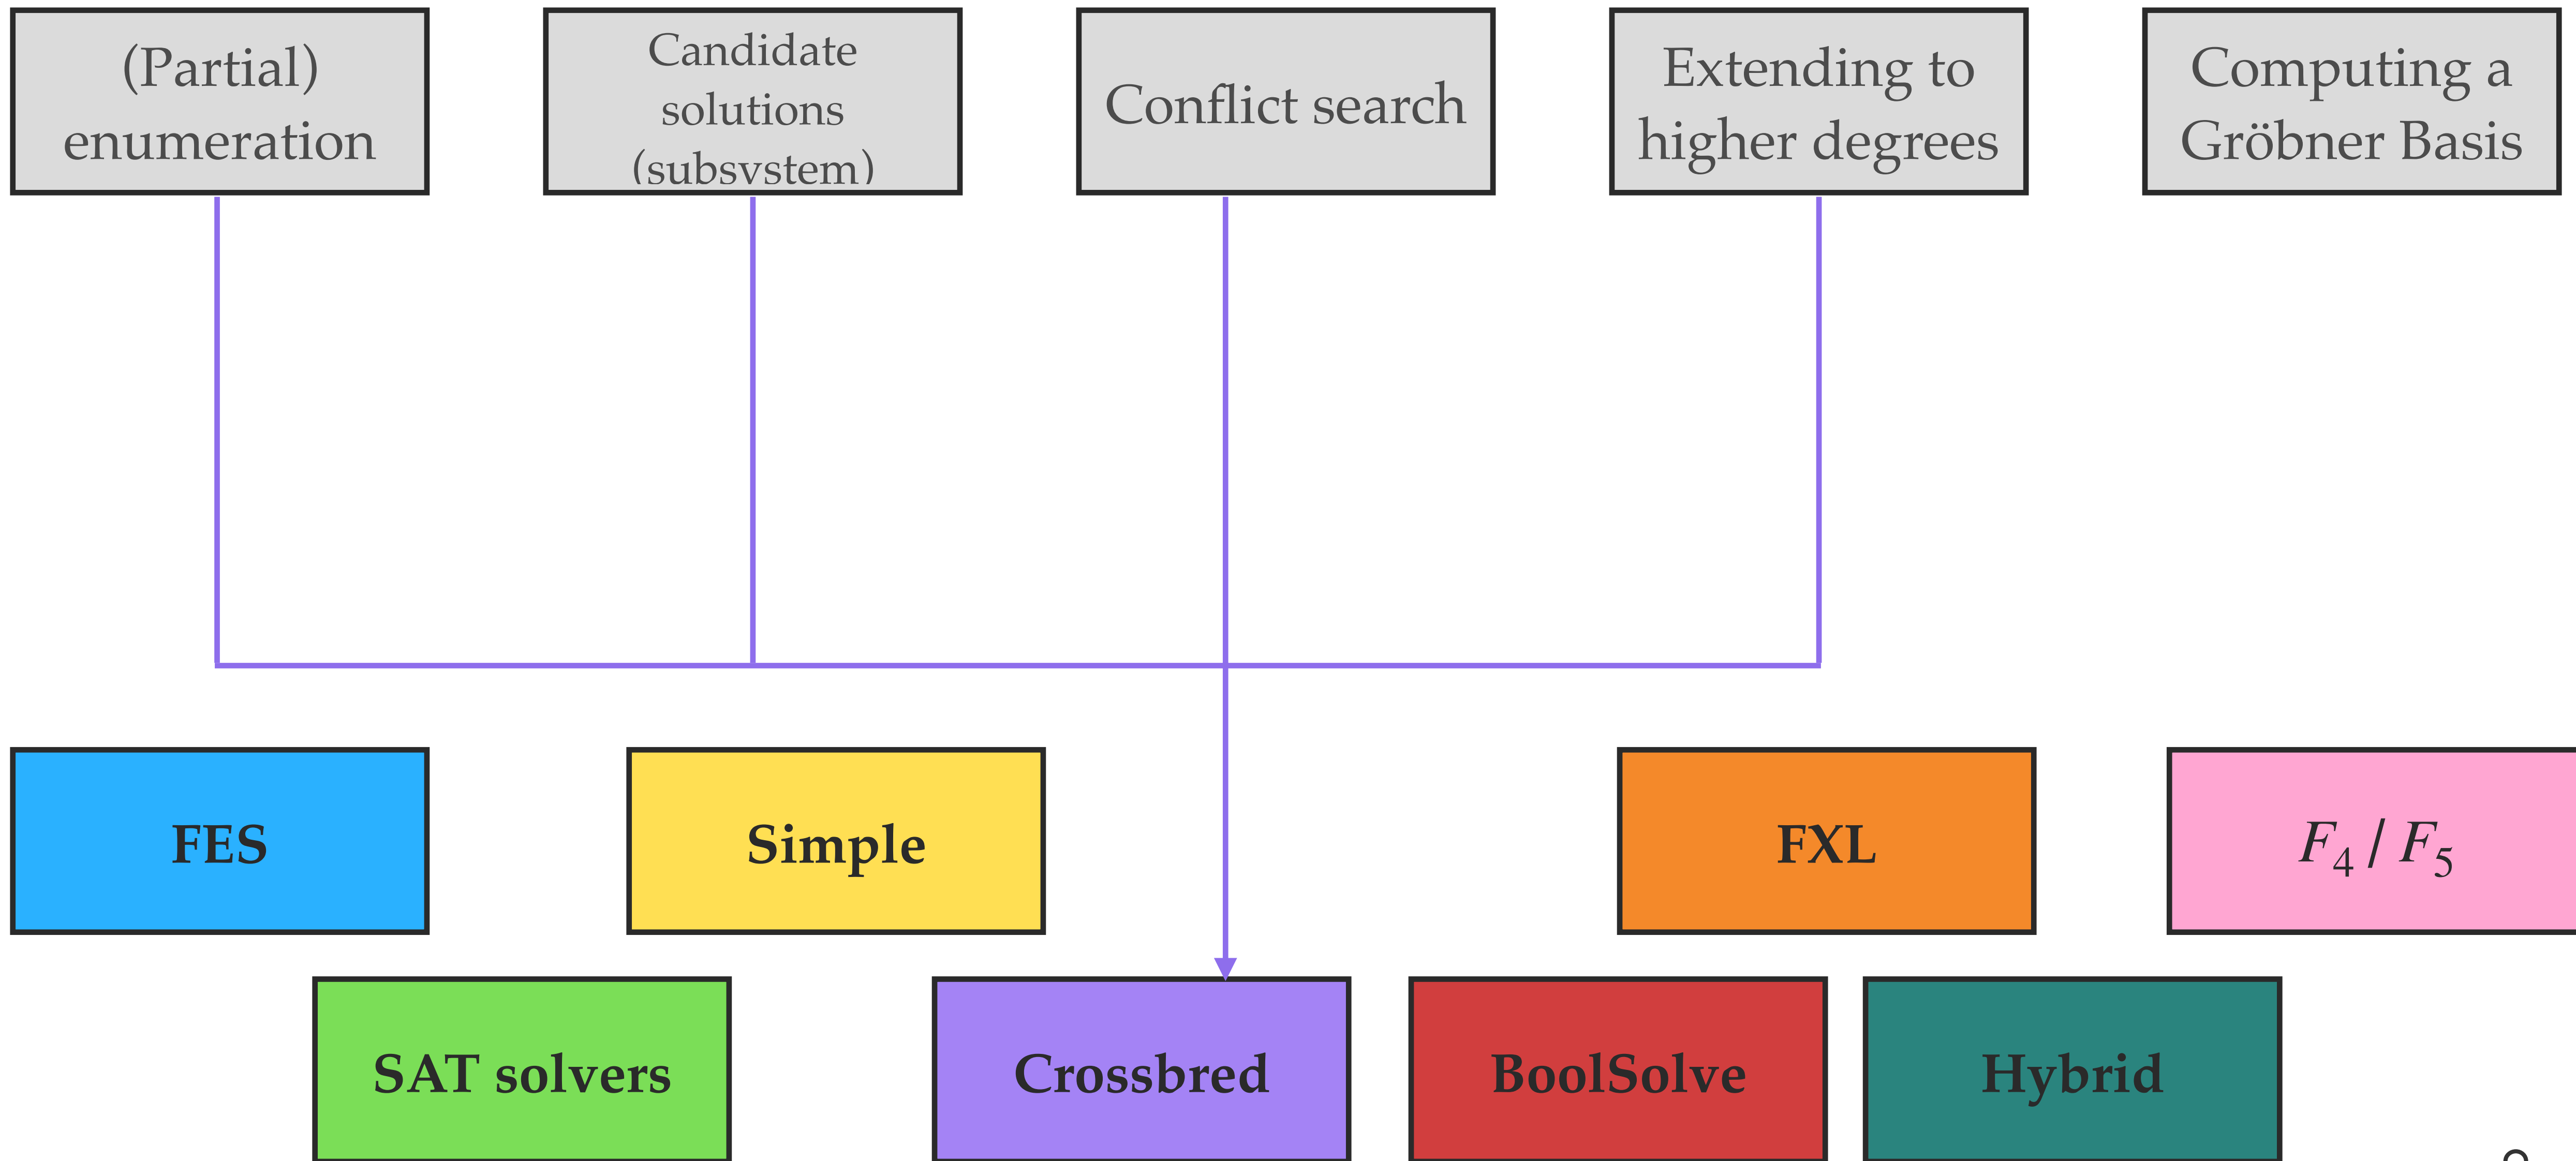 (Partial)
enumeration
Candidate
solutions
(subsystem)
Conflict search
Extending to
higher degrees
Computing a
Gröbner Basis
FES
Simple
FXL
F₄ / F₅
SAT solvers
Crossbred
BoolSolve
Hybrid